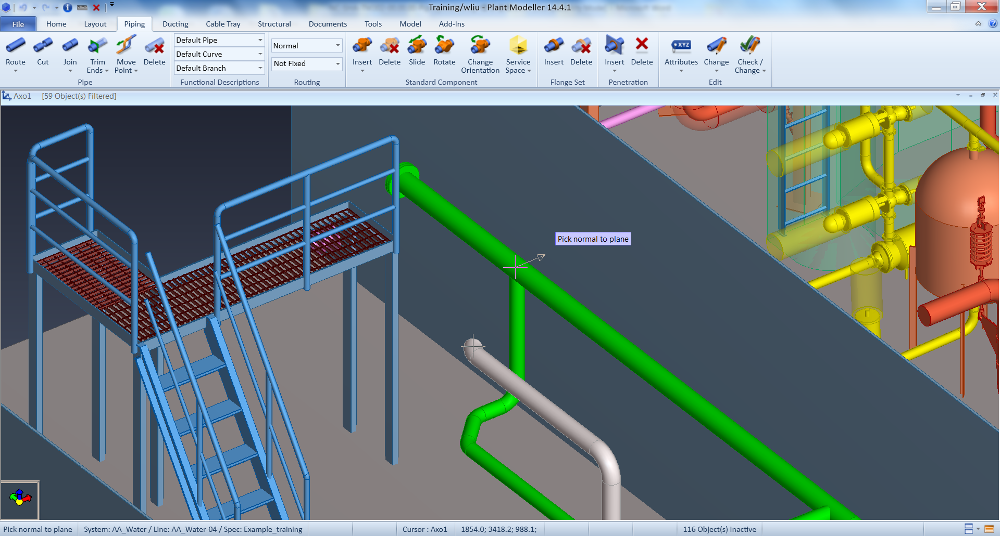 Training/wliu - Plant Modeller 14.4.1
File Home Layout Piping Ducting Cable Tray Structural Documents Tools Model Add-Ins
Route Cut Join Trim Ends Move Point Delete
Pipe
Default Pipe
Default Curve
Default Branch
Functional Descriptions
Normal
Not Fixed
Routing
Insert Delete Slide Rotate Change Orientation Service Space
Standard Component
Insert Delete
Flange Set
Insert Delete
Penetration
XYZ
Attributes Change Check / Change
Edit
Axo1 [59 Object(s) Filtered]
Pick normal to plane
Pick normal to plane System: AA_Water / Line: AA_Water-04 / Spec: Example_training Cursor : Axo1 1854.0; 3418.2; 988.1; 116 Object(s) Inactive